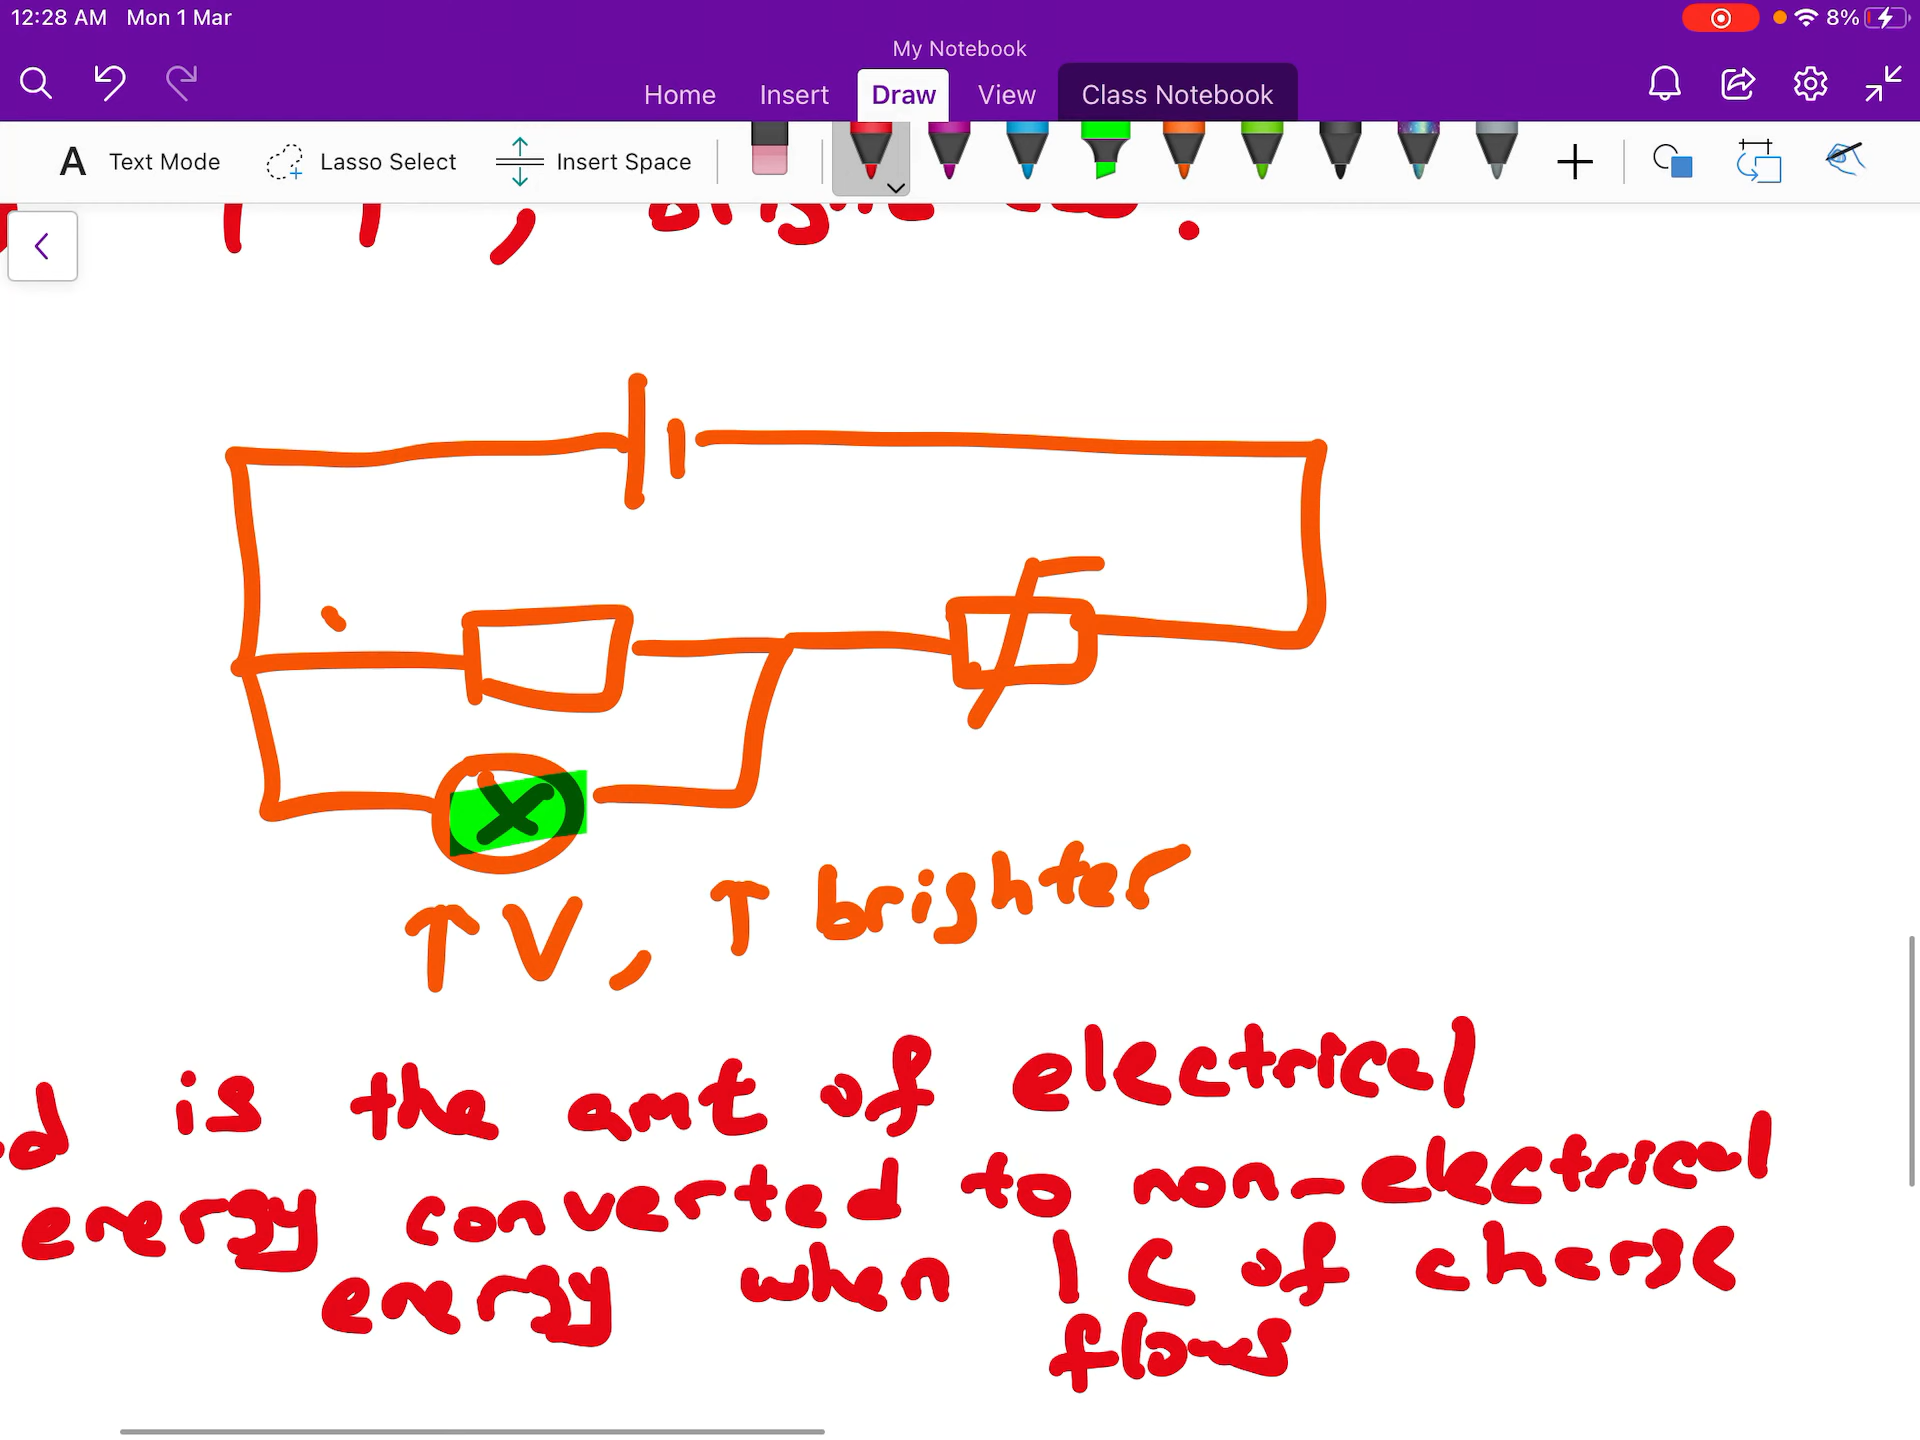 12:28 AM Mon 1 Mar
8%
My Notebook
Home Insert Draw View Class Notebook
A Text Mode Lasso Select Insert Space
↑ V, ↑ brighter
is the amt of electrical
energy converted to non-electrical
energy when 1 C of charge
flows